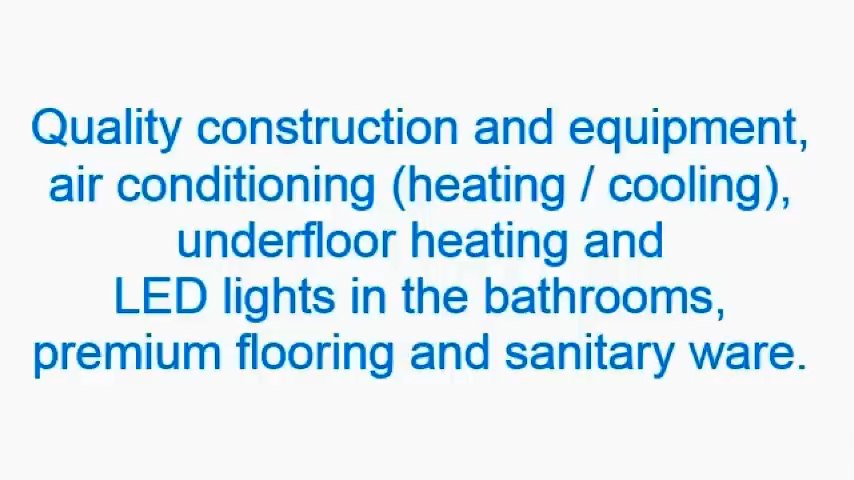 Quality construction and equipment,
air conditioning (heating / cooling),
underfloor heating and
LED lights in the bathrooms,
premium flooring and sanitary ware.